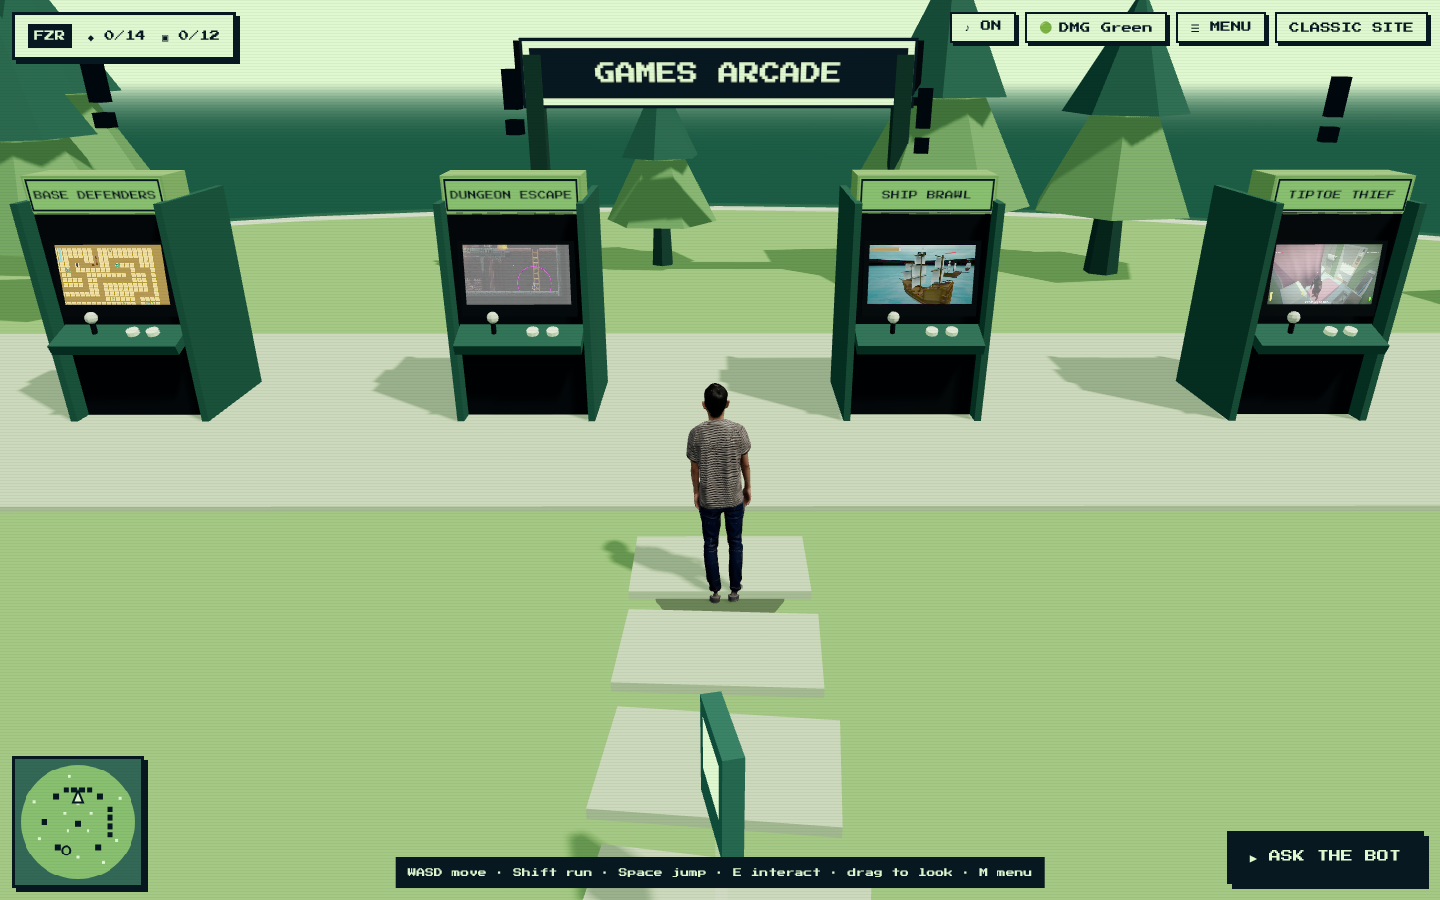 FZR ◆ 0/14 ▣ 0/12
♪ ON
DMG Green
☰ MENU
CLASSIC SITE
GAMES ARCADE
BASE DEFENDERS
DUNGEON ESCAPE
SHIP BRAWL
TIPTOE THIEF
WASD move · Shift run · Space jump · E interact · drag to look · M menu
▶ ASK THE BOT